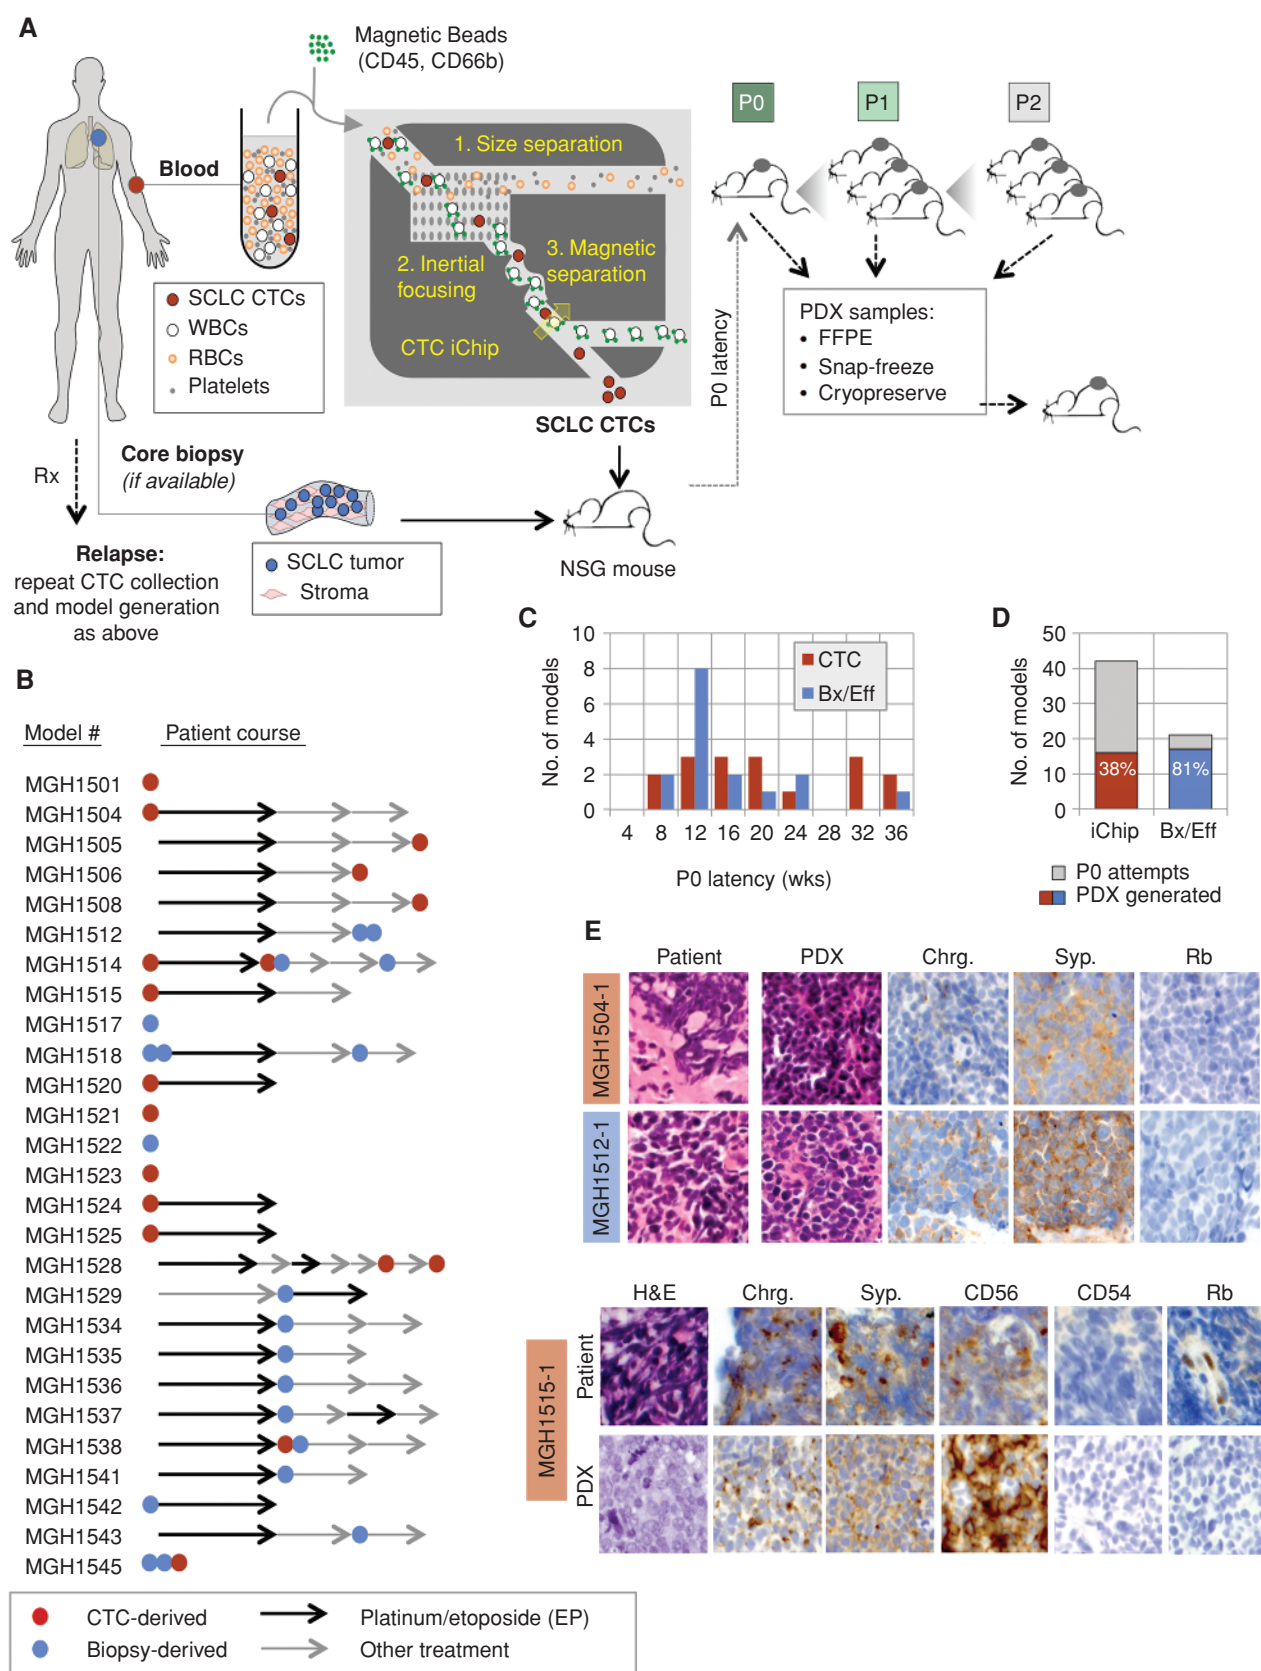 A
Magnetic Beads
(CD45, CD66b)
P0
P1
P2
1. Size separation
Blood
3. Magnetic
separation
2. Inertial
focusing
CTC iChip
SCLC CTCs
WBCs
RBCs
Platelets
P0 latency
PDX samples:
• FFPE
• Snap-freeze
• Cryopreserve
SCLC CTCs
Core biopsy
(if available)
Rx
Relapse:
repeat CTC collection
and model generation
as above
SCLC tumor
Stroma
NSG mouse
B
Model #
Patient course
MGH1501
MGH1504
MGH1505
MGH1506
MGH1508
MGH1512
MGH1514
MGH1515
MGH1517
MGH1518
MGH1520
MGH1521
MGH1522
MGH1523
MGH1524
MGH1525
MGH1528
MGH1529
MGH1534
MGH1535
MGH1536
MGH1537
MGH1538
MGH1541
MGH1542
MGH1543
MGH1545
CTC-derived
Platinum/etoposide (EP)
Biopsy-derived
Other treatment
C
No. of models
10
8
6
4
2
0
CTC
Bx/Eff
4 8 12 16 20 24 28 32 36
P0 latency (wks)
D
No. of models
50
40
30
20
10
0
38%
81%
iChip Bx/Eff
P0 attempts
PDX generated
E
Patient PDX Chrg. Syp. Rb
MGH1504-1
MGH1512-1
H&E Chrg. Syp. CD56 CD54 Rb
MGH1515-1
Patient
PDX